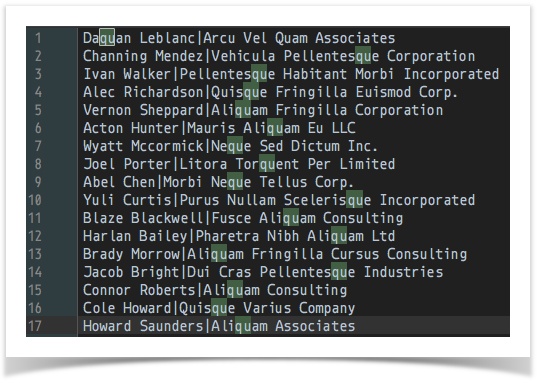 1 Daquan Leblanc|Arcu Vel Quam Associates
2 Channing Mendez|Vehicula Pellentesque Corporation
3 Ivan Walker|Pellentesque Habitant Morbi Incorporated
4 Alec Richardson|Quisque Fringilla Euismod Corp.
5 Vernon Sheppard|Aliquam Fringilla Corporation
6 Acton Hunter|Mauris Aliquam Eu LLC
7 Wyatt Mccormick|Neque Sed Dictum Inc.
8 Joel Porter|Litora Torquent Per Limited
9 Abel Chen|Morbi Neque Tellus Corp.
10 Yuli Curtis|Purus Nullam Scelerisque Incorporated
11 Blaze Blackwell|Fusce Aliquam Consulting
12 Harlan Bailey|Pharetra Nibh Aliquam Ltd
13 Brady Morrow|Aliquam Fringilla Cursus Consulting
14 Jacob Bright|Dui Cras Pellentesque Industries
15 Connor Roberts|Aliquam Consulting
16 Cole Howard|Quisque Varius Company
17 Howard Saunders|Aliquam Associates